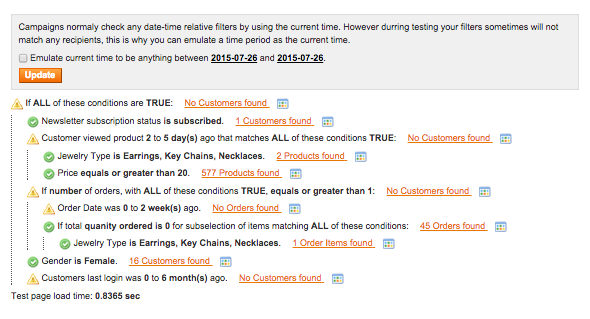 Campaigns normaly check any date-time relative filters by using the current time. However durring testing your filters sometimes will not
match any recipients, this is why you can emulate a time period as the current time.
Emulate current time to be anything between 2015-07-26 and 2015-07-26.
Update
If ALL of these conditions are TRUE: No Customers found
Newsletter subscription status is subscribed. 1 Customers found
Customer viewed product 2 to 5 day(s) ago that matches ALL of these conditions TRUE: No Customers found
Jewelry Type is Earrings, Key Chains, Necklaces. 2 Products found
Price equals or greater than 20. 577 Products found
If number of orders, with ALL of these conditions TRUE, equals or greater than 1: No Customers found
Order Date was 0 to 2 week(s) ago. No Orders found
If total quanity ordered is 0 for subselection of items matching ALL of these conditions: 45 Orders found
Jewelry Type is Earrings, Key Chains, Necklaces. 1 Order Items found
Gender is Female. 16 Customers found
Customers last login was 0 to 6 month(s) ago. No Customers found
Test page load time: 0.8365 sec